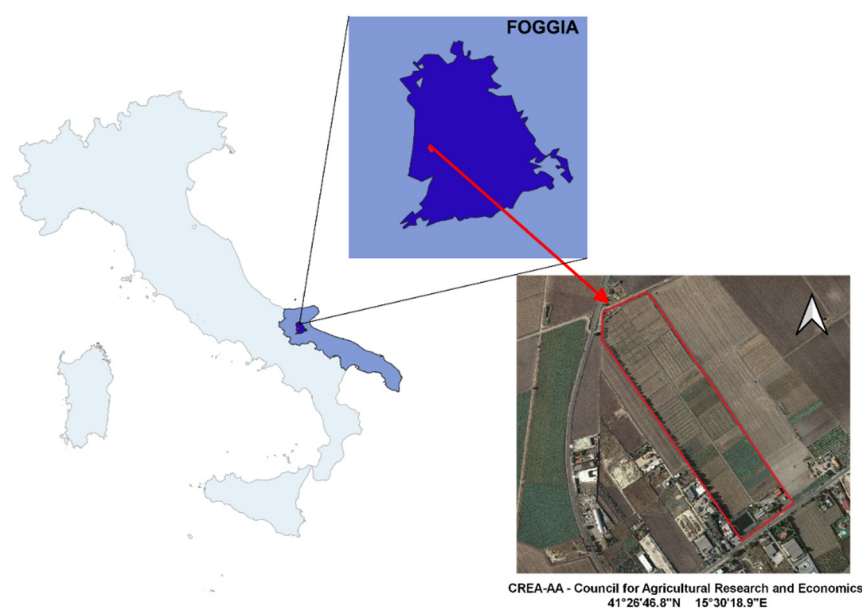 FOGGIA
CREA-AA - Council for Agricultural Research and Economics
41°26'46.8"N 15°30'18.9"E